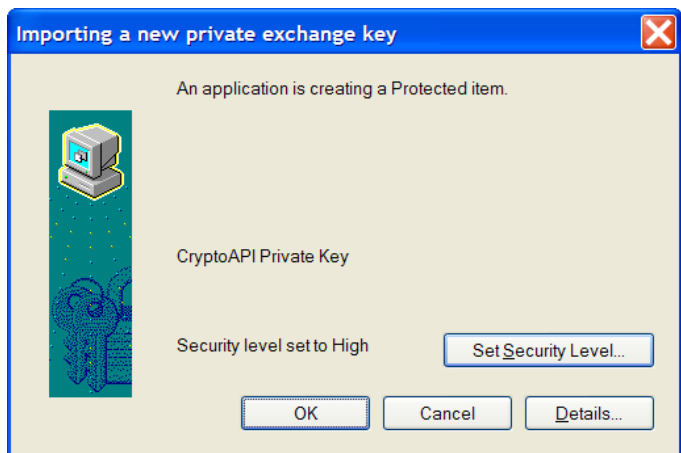 Importing a new private exchange key
An application is creating a Protected item.
CryptoAPI Private Key
Security level set to High
Set Security Level...
OK
Cancel
Details...